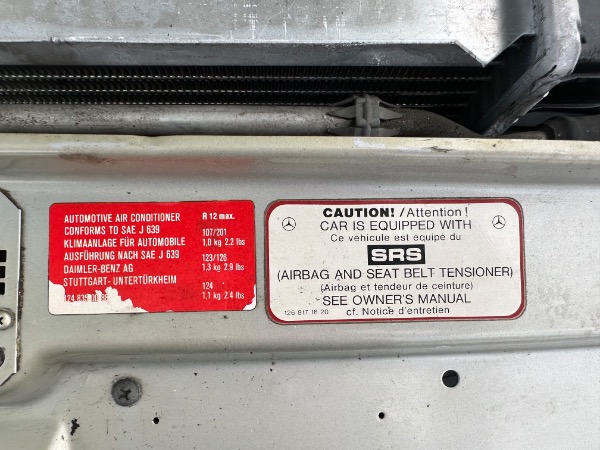 AUTOMOTIVE AIR CONDITIONER
CONFORMS TO SAE J 639
KLIMAANLAGE FÜR AUTOMOBILE
AUSFÜHRUNG NACH SAE J 639
DAIMLER-BENZ AG
STUTTGART- UNTERTÜRKHEIM
R 12 max.
107/201
1,0 kg 2.2 lbs
123/126
1,3 kg 2.9 lbs
124
1,1 kg 2.4 lbs
CAUTION! /Attention!
CAR IS EQUIPPED WITH
Ce véhicule est équipé du
SRS
(AIRBAG AND SEAT BELT TENSIONER)
(Airbag et tendeur de ceinture)
SEE OWNER'S MANUAL
126 817 16 20 cf. Notice d'entretien